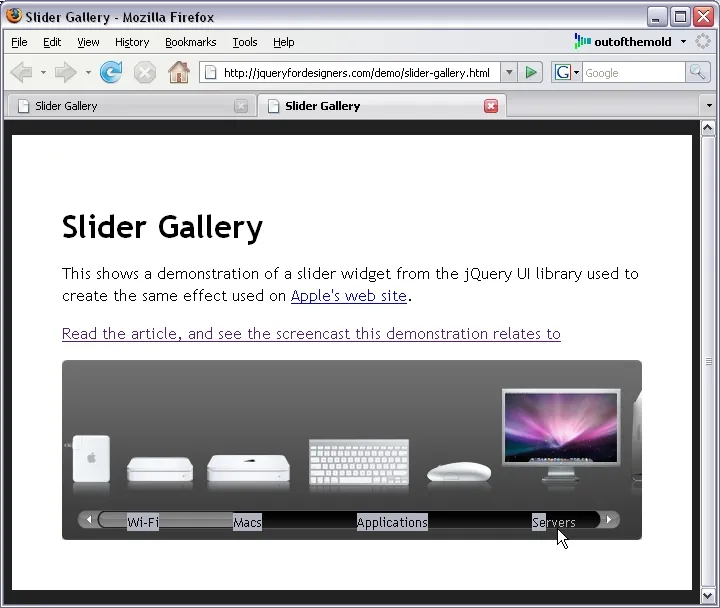 Slider Gallery - Mozilla Firefox
File Edit View History Bookmarks Tools Help outofthemold
http://jqueryfordesigners.com/demo/slider-gallery.html G Google
Slider Gallery Slider Gallery
Slider Gallery
This shows a demonstration of a slider widget from the jQuery UI library used to
create the same effect used on Apple's web site.
Read the article, and see the screencast this demonstration relates to
Wi-Fi Macs Applications Servers